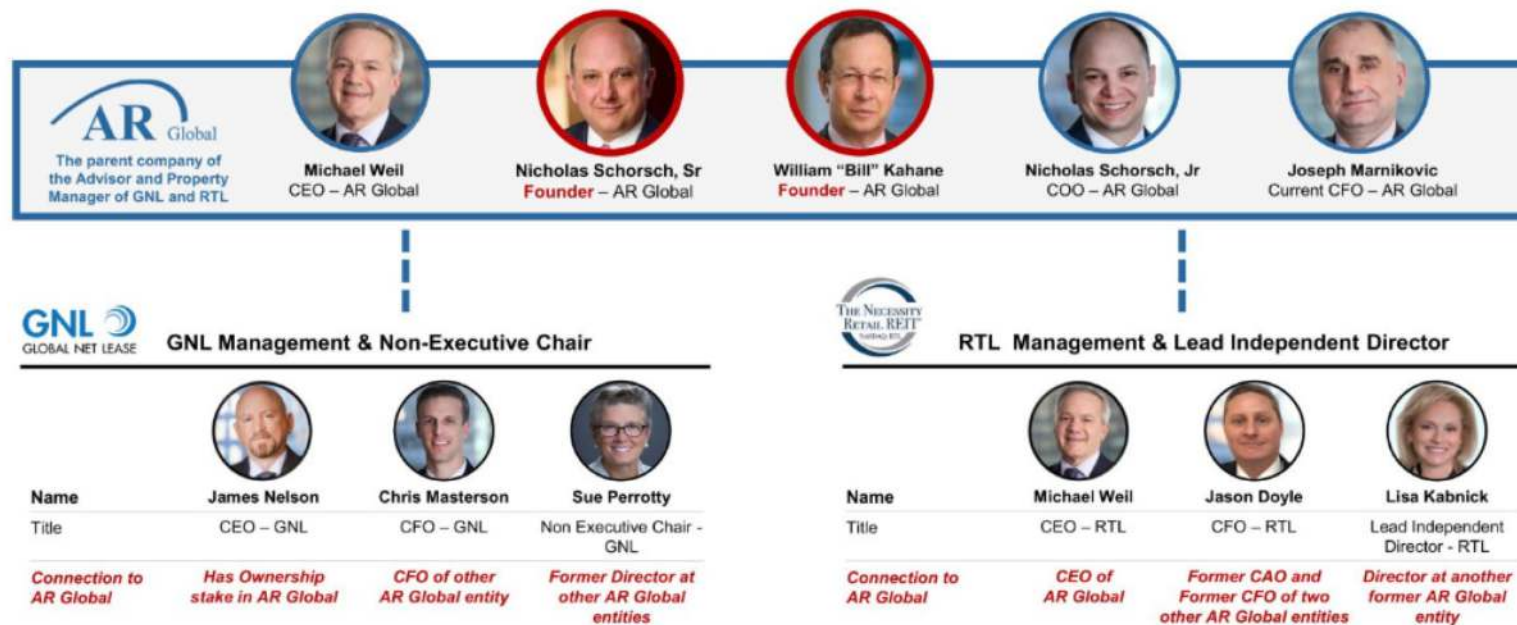 AR Global
The parent company of
the Advisor and Property
Manager of GNL and RTL
Michael Weil
CEO – AR Global
Nicholas Schorsch, Sr
Founder – AR Global
William “Bill” Kahane
Founder – AR Global
Nicholas Schorsch, Jr
COO – AR Global
Joseph Marnikovic
Current CFO – AR Global
GNL
GLOBAL NET LEASE
GNL Management & Non-Executive Chair
Name
James Nelson
Chris Masterson
Sue Perrotty
Title
CEO – GNL
CFO – GNL
Non Executive Chair -
GNL
Connection to
AR Global
Has Ownership
stake in AR Global
CFO of other
AR Global entity
Former Director at
other AR Global
entities
THE NECESSITY
RETAIL REIT
RTL Management & Lead Independent Director
Name
Michael Weil
Jason Doyle
Lisa Kabnick
Title
CEO – RTL
CFO – RTL
Lead Independent
Director - RTL
Connection to
AR Global
CEO of
AR Global
Former CAO and
Former CFO of two
other AR Global entities
Director at another
former AR Global
entity